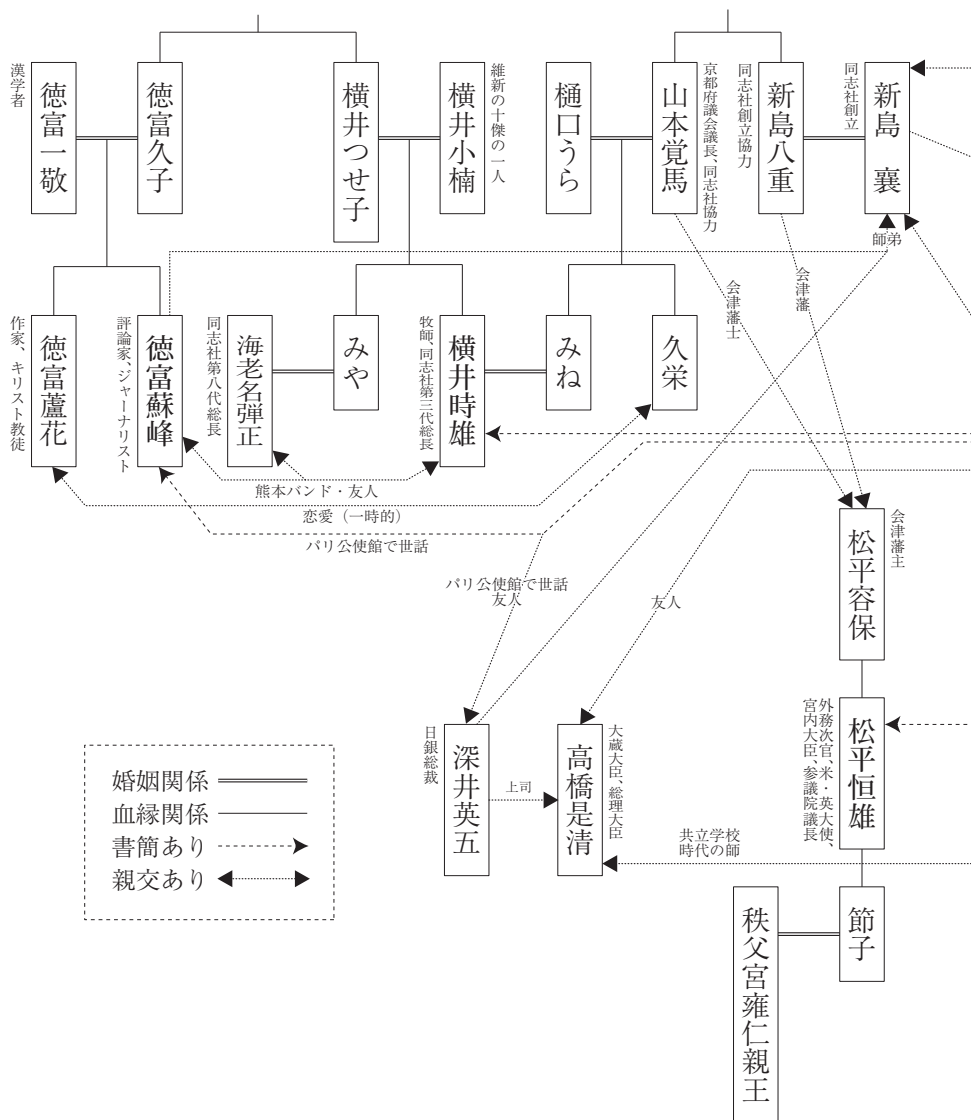 新島　襄
同志社創立
新島八重
同志社創立協力
山本覚馬
京都府議会議長、同志社協力
樋口うら
横井小楠
維新の十傑の一人
横井つせ子
徳富久子
徳富一敬
漢学者
師弟
会津藩
会津藩士
久栄
みね
横井時雄
牧師、同志社第三代総長
みや
海老名弾正
同志社第八代総長
徳富蘇峰
評論家、ジャーナリスト
徳富蘆花
作家、キリスト教徒
熊本バンド・友人
恋愛（一時的）
パリ公使館で世話
パリ公使館で世話
友人
友人
松平容保
会津藩主
松平恒雄
外務次官、米・英大使、
宮内大臣、参議院議長
高橋是清
大蔵大臣、総理大臣
上司
深井英五
日銀総裁
共立学校
時代の師
節子
秩父宮雍仁親王
婚姻関係
血縁関係
書簡あり
親交あり